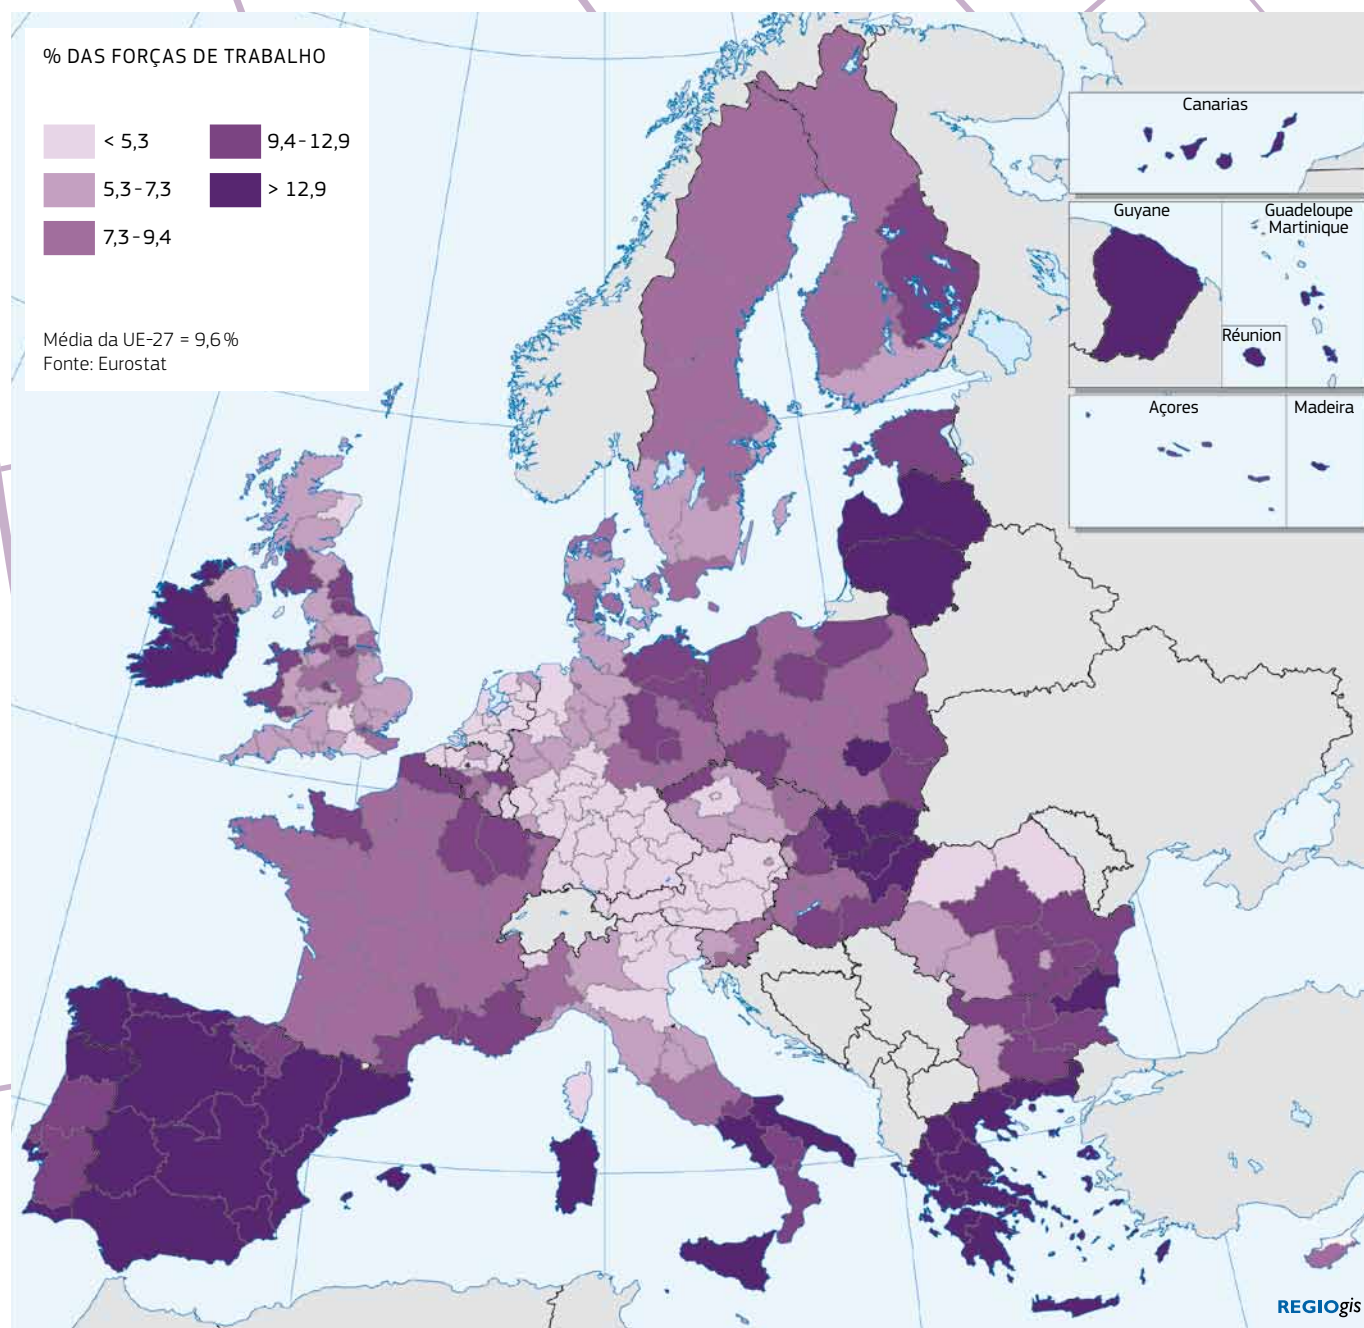 % DAS FORÇAS DE TRABALHO
< 5,3
5,3 - 7,3
7,3 - 9,4
9,4 - 12,9
> 12,9
Média da UE-27 = 9,6 %
Fonte: Eurostat
Canarias
Guyane
Guadeloupe
Martinique
Réunion
Açores
Madeira
REGIOgis